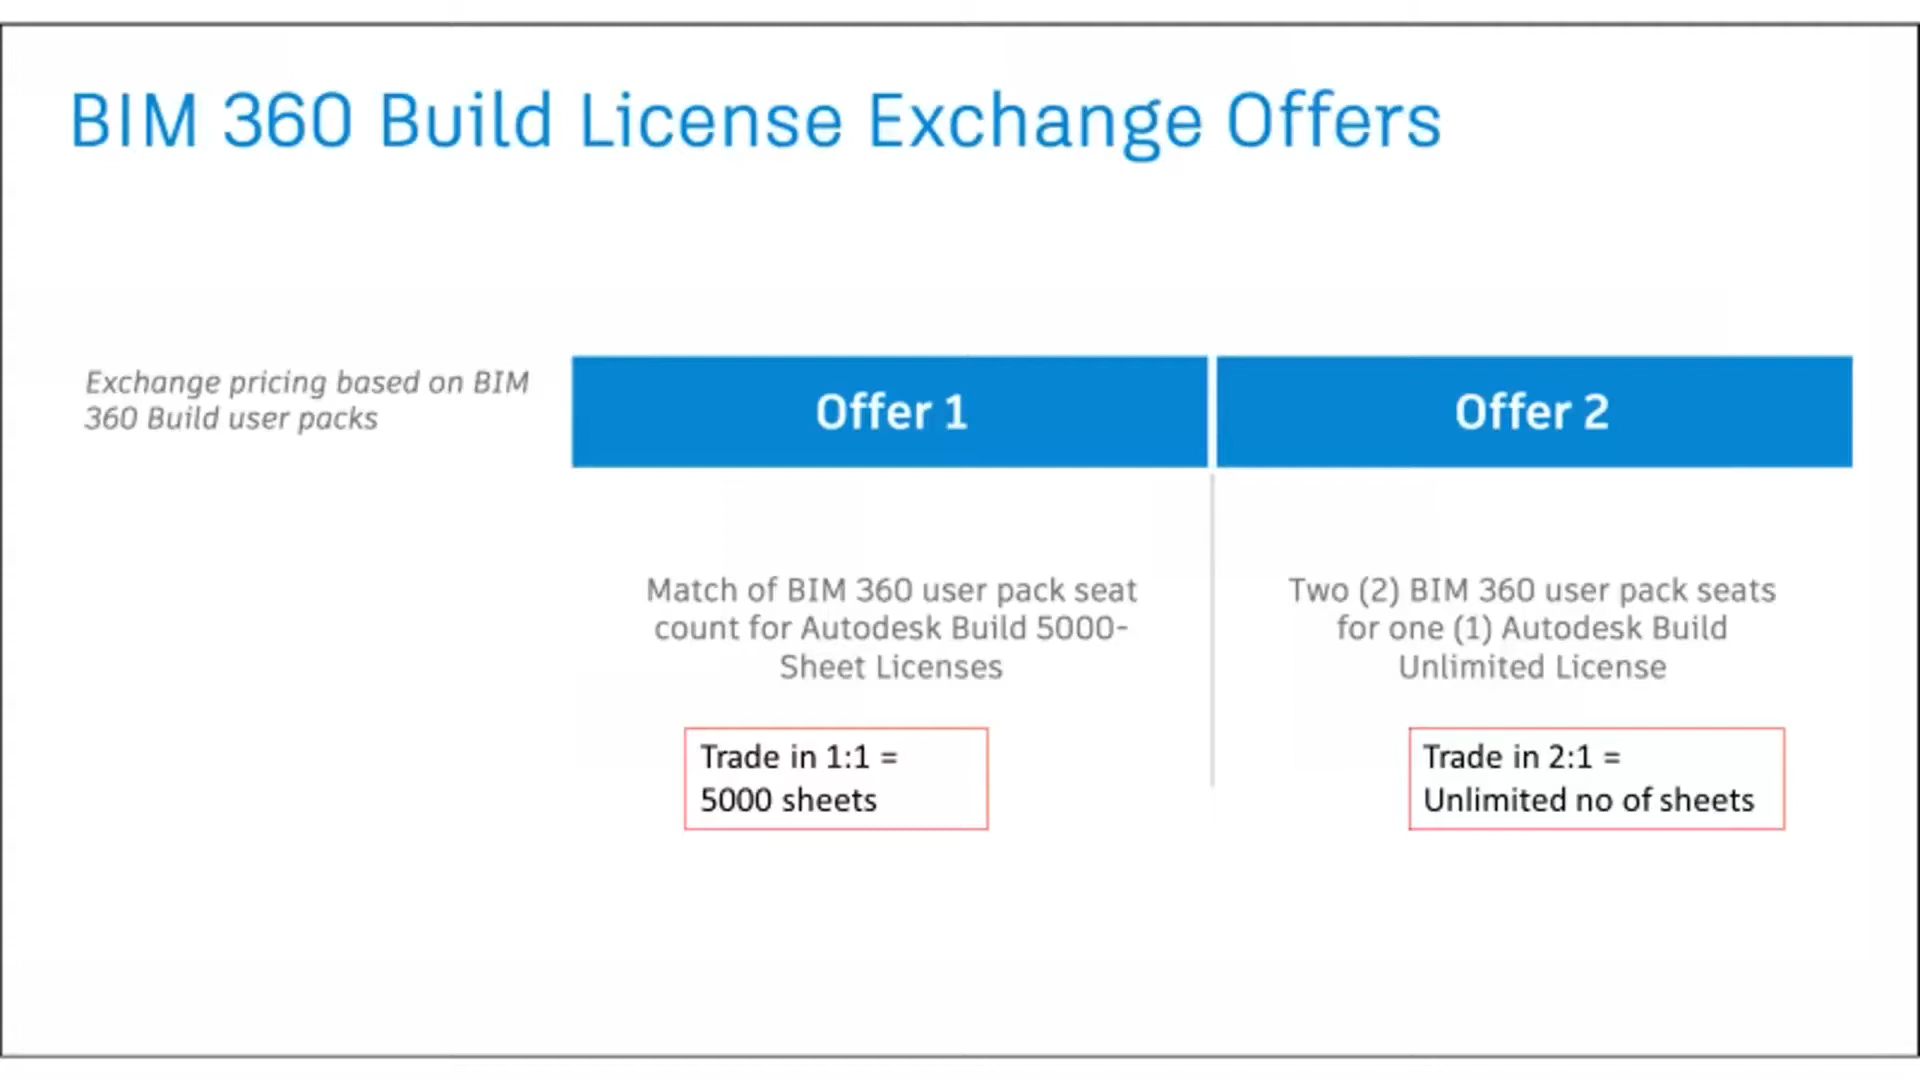 BIM 360 Build License Exchange Offers
Exchange pricing based on BIM
360 Build user packs
Offer 1
Offer 2
Match of BIM 360 user pack seat
count for Autodesk Build 5000-
Sheet Licenses
Two (2) BIM 360 user pack seats
for one (1) Autodesk Build
Unlimited License
Trade in 1:1 =
5000 sheets
Trade in 2:1 =
Unlimited no of sheets